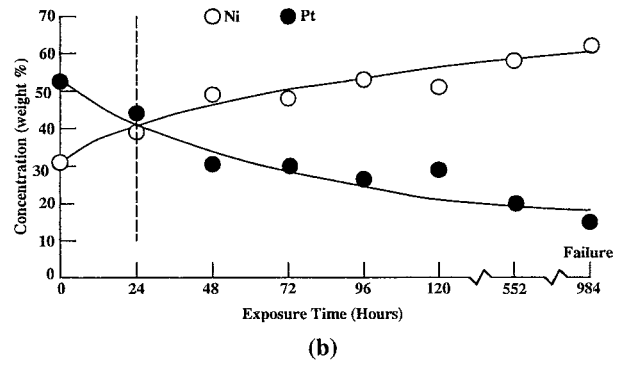 70
Ni
Pt
60
50
40
30
20
10
0
Concentration (weight %)
Failure
0
24
48
72
96
120
552
984
Exposure Time (Hours)
(b)